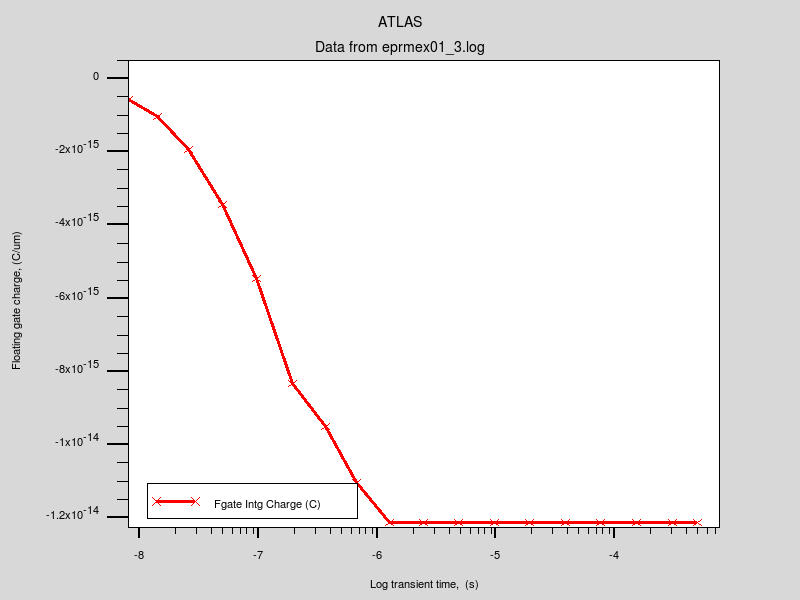 ATLAS
Data from eprmex01_3.log
0
-2x10^-15
-4x10^-15
-6x10^-15
-8x10^-15
-1x10^-14
-1.2x10^-14
Floating gate charge, (C/um)
Fgate Intg Charge (C)
-8 -7 -6 -5 -4
Log transient time, (s)